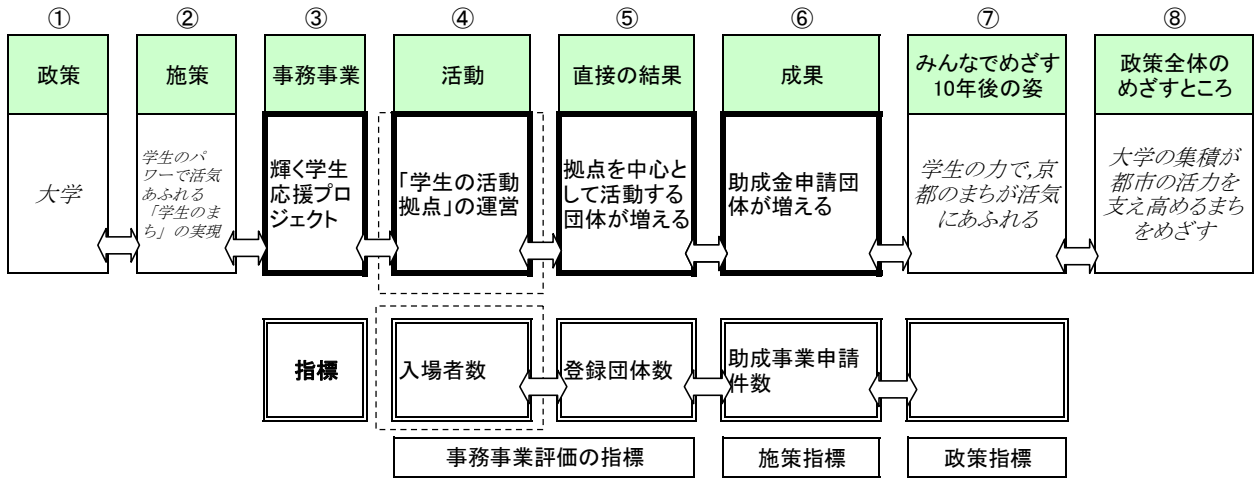 ①
②
③
④
⑤
⑥
⑦
⑧
政策
施策
事務事業
活動
直接の結果
成果
みんなでめざす
10年後の姿
政策全体の
めざすところ
大学
学生のパ
ワーで活気
あふれる
「学生のま
ち」の実現
輝く学生
応援プロ
ジェクト
「学生の活動
拠点」の運営
拠点を中心と
して活動する
団体が増える
助成金申請団
体が増える
学生の力で,京
都のまちが活気
にあふれる
大学の集積が
都市の活力を
支え高めるまち
をめざす
指標
入場者数
登録団体数
助成事業申請
件数
事務事業評価の指標
施策指標
政策指標